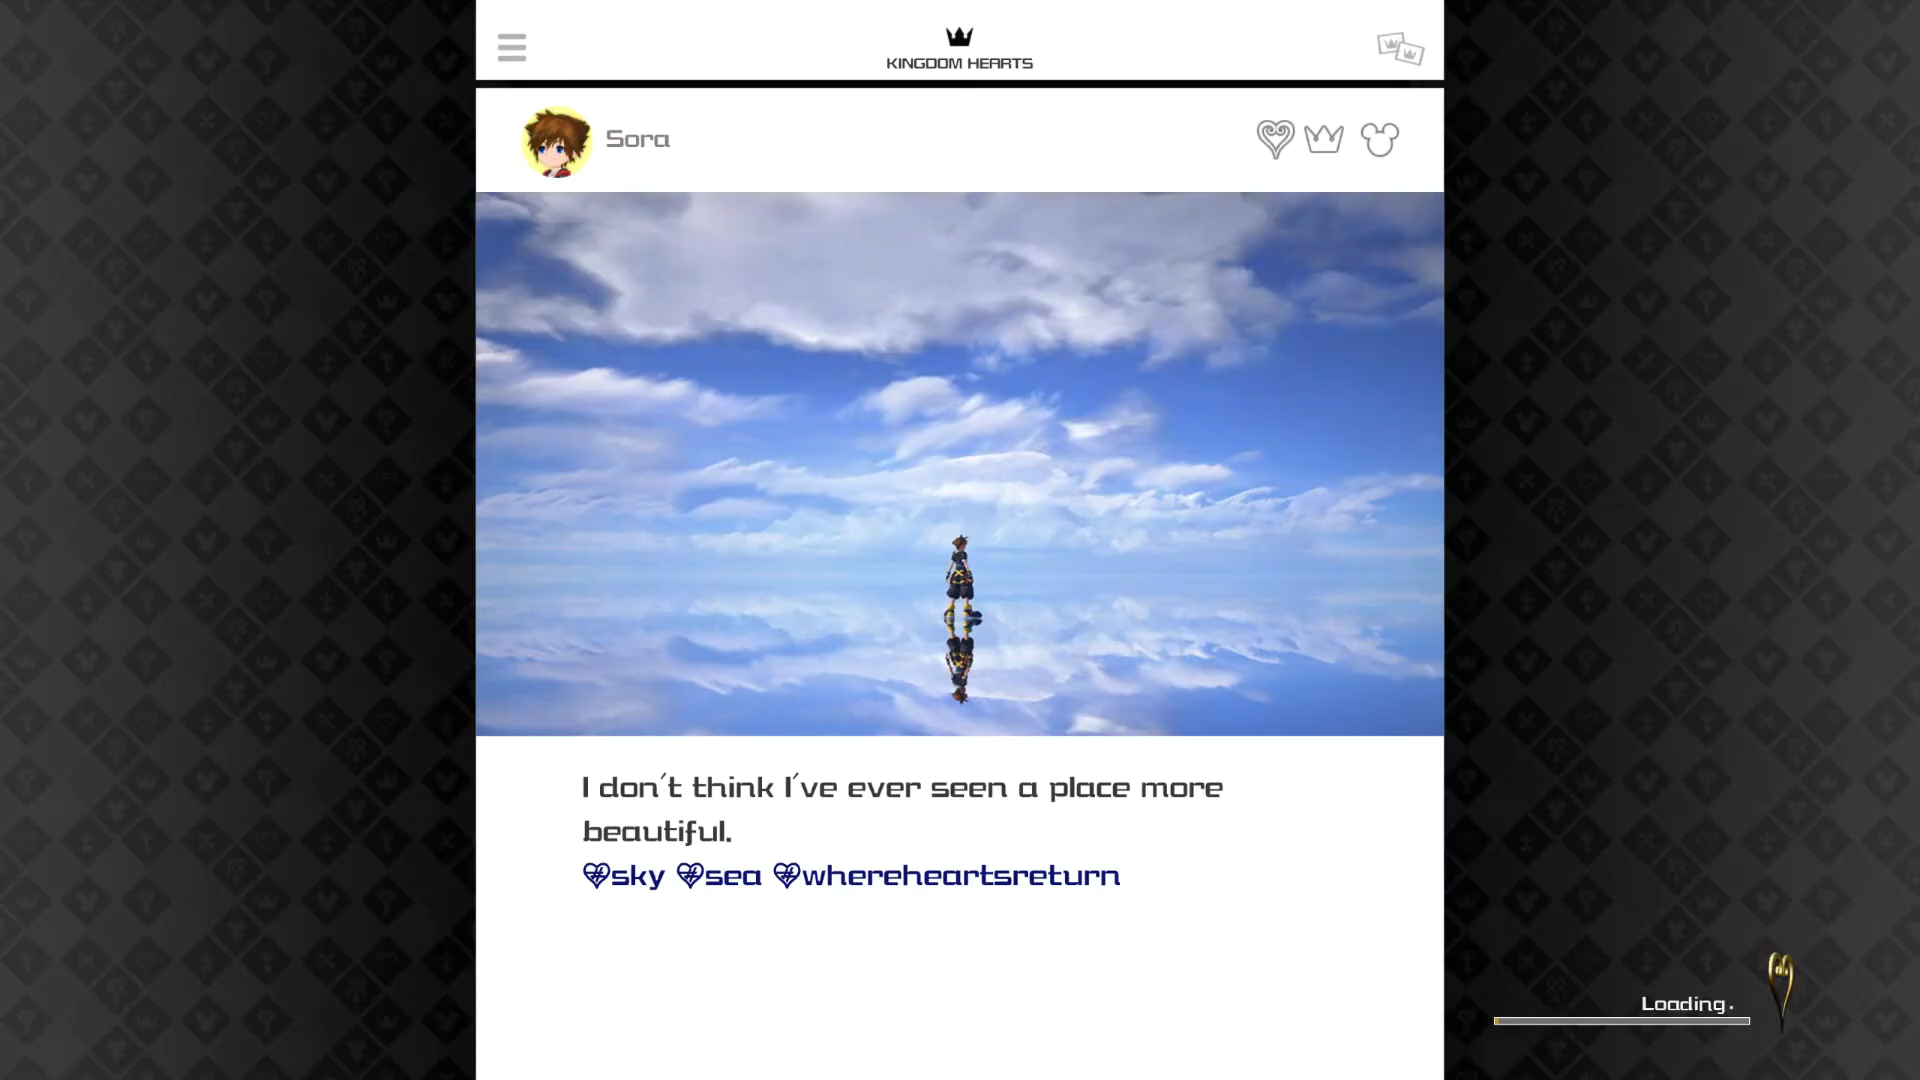 KINGDOM HEARTS
Sora
I don't think I've ever seen a place more
beautiful.
#sky #sea #whereheartsreturn
Loading.